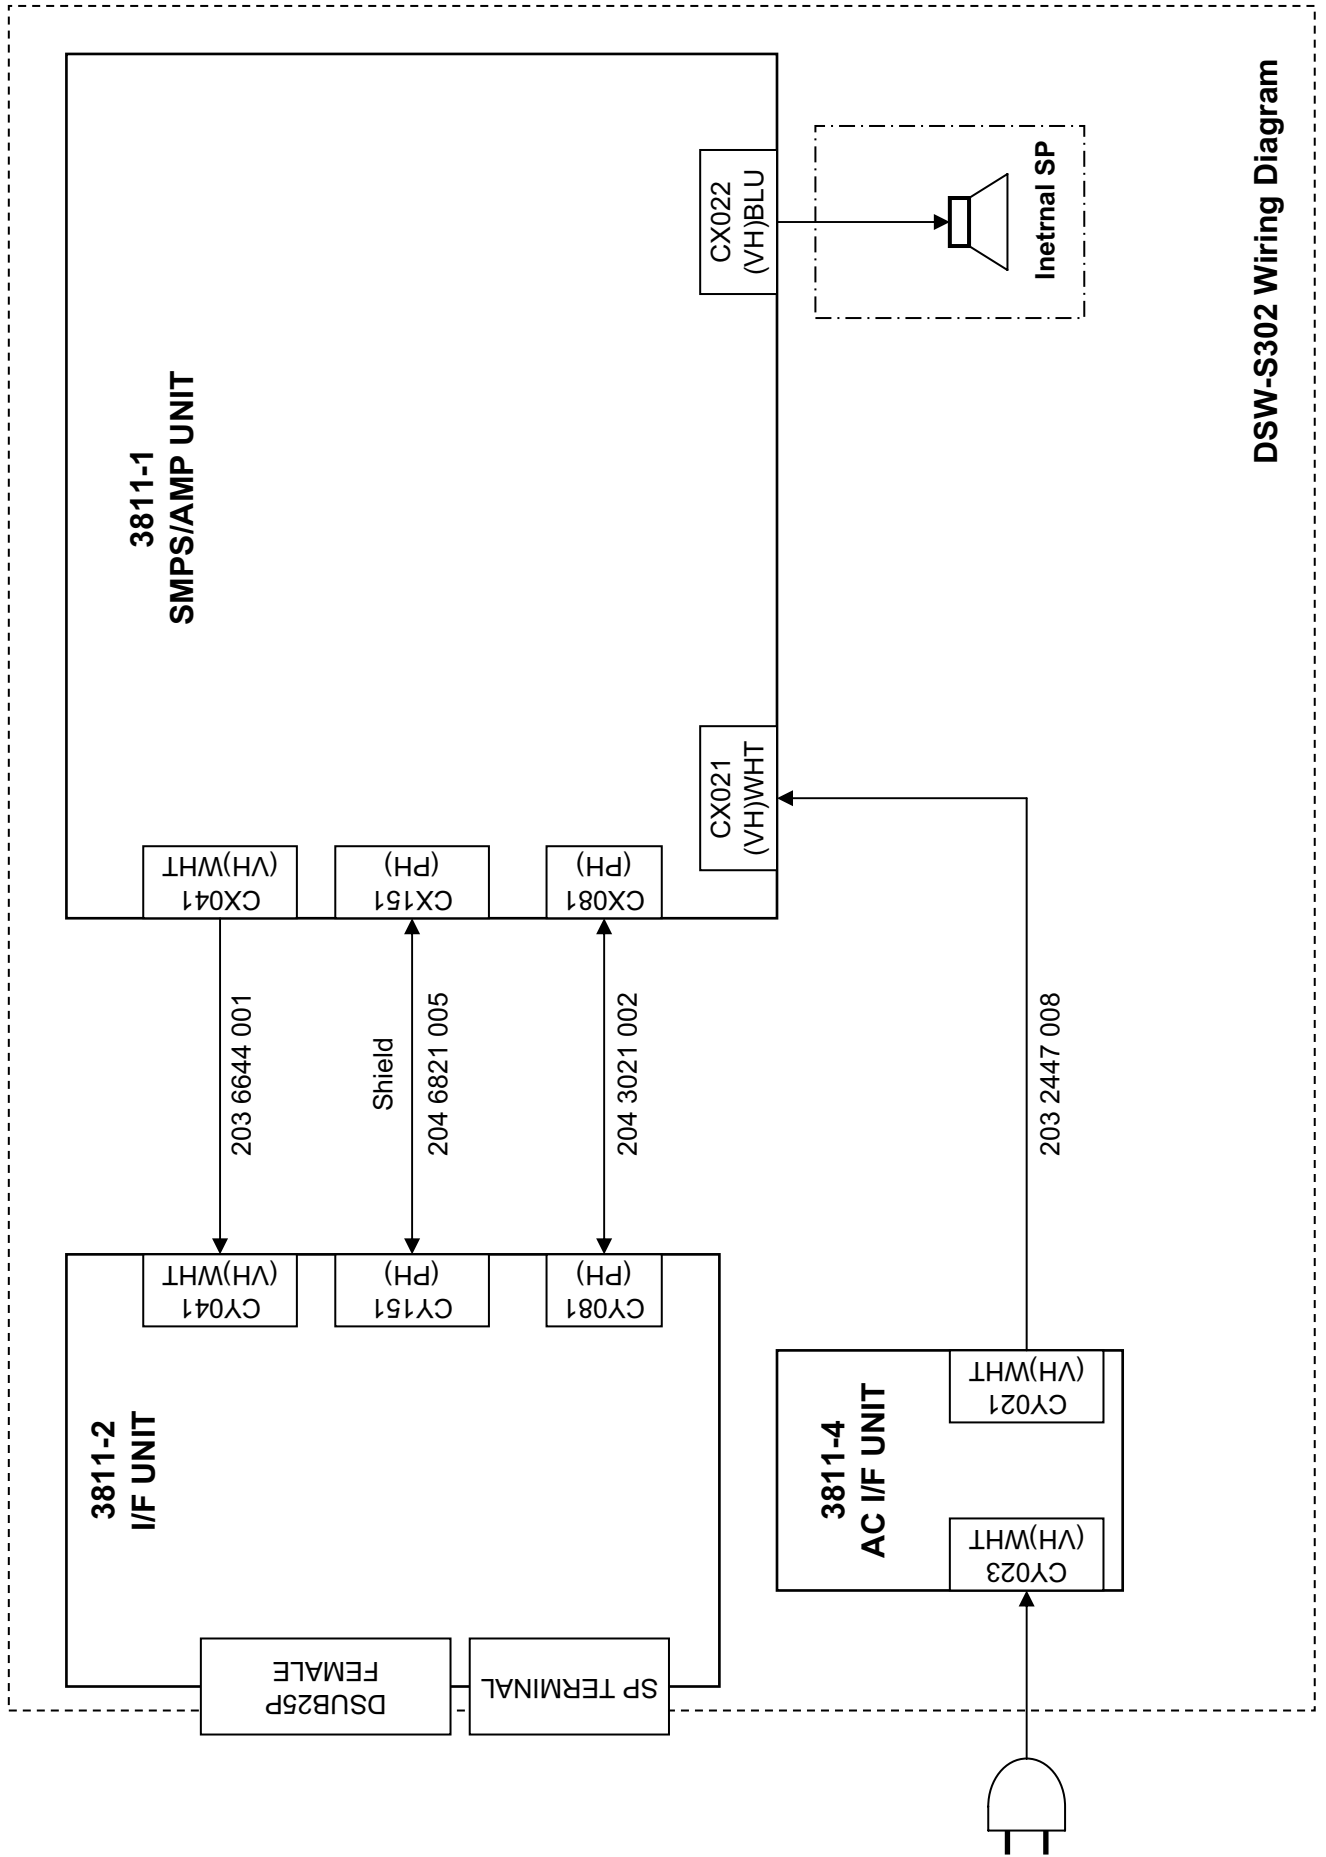 3811-2
I/F UNIT
DSUB25P
FEMALE
SP TERMINAL
CY041
(VH)WHT
CY151
(PH)
CY081
(PH)
203 6644 001
Shield
204 6821 005
204 3021 002
3811-1
SMPS/AMP UNIT
CX041
(VH)WHT
CX151
(PH)
CX081
(PH)
CX021
(VH)WHT
CX022
(VH)BLU
Inetrnal SP
3811-4
AC I/F UNIT
CY023
(VH)WHT
CY021
(VH)WHT
203 2447 008
DSW-S302 Wiring Diagram